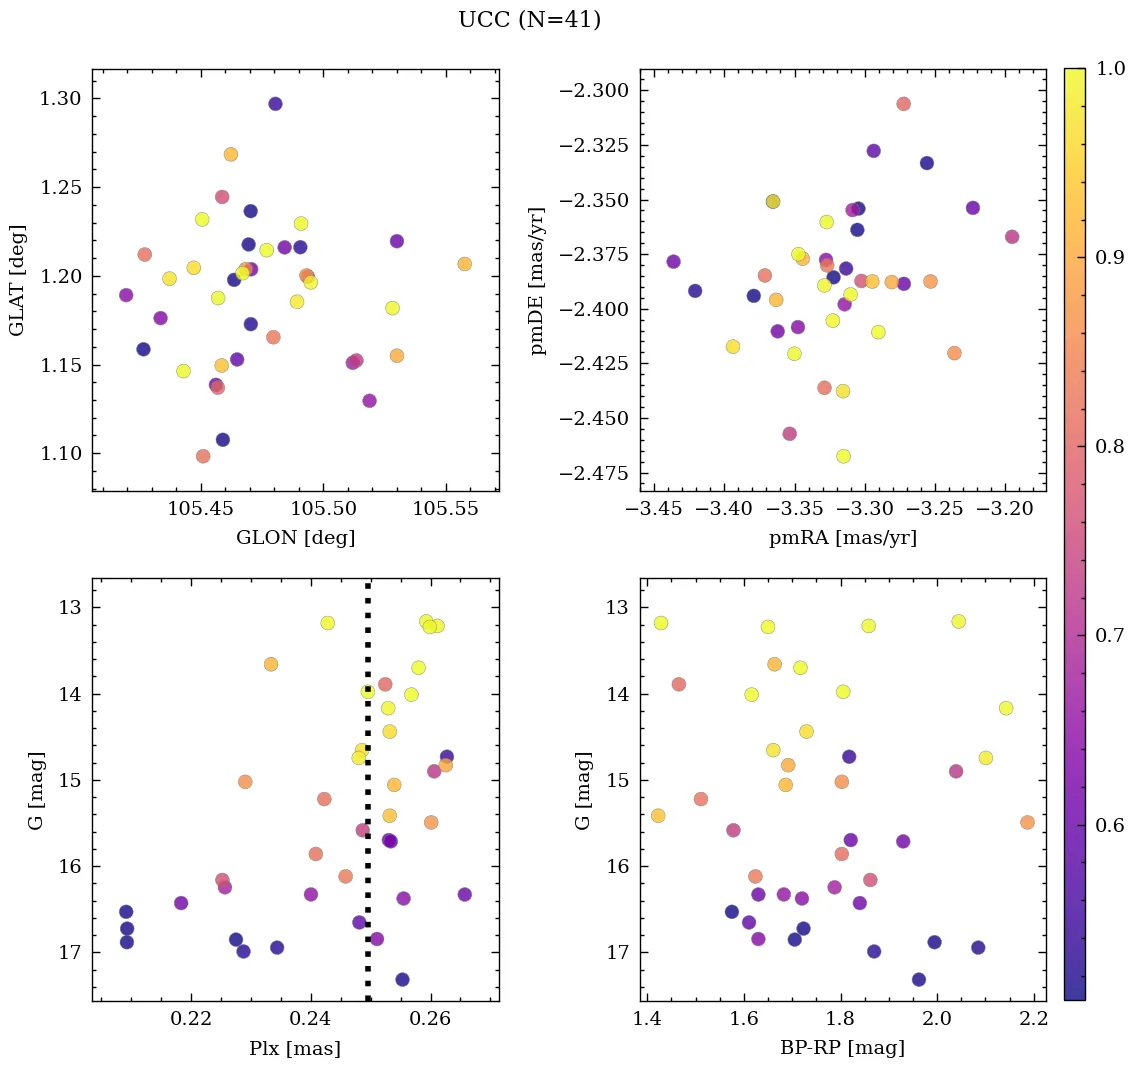 UCC (N=41)
1.30
1.25
1.20
1.15
1.10
GLAT [deg]
105.45 105.50 105.55
GLON [deg]
−2.300
−2.325
−2.350
−2.375
−2.400
−2.425
−2.450
−2.475
pmDE [mas/yr]
−3.45 −3.40 −3.35 −3.30 −3.25 −3.20
pmRA [mas/yr]
13
14
15
16
17
G [mag]
0.22 0.24 0.26
Plx [mas]
13
14
15
16
17
G [mag]
1.4 1.6 1.8 2.0 2.2
BP-RP [mag]
1.0
0.9
0.8
0.7
0.6